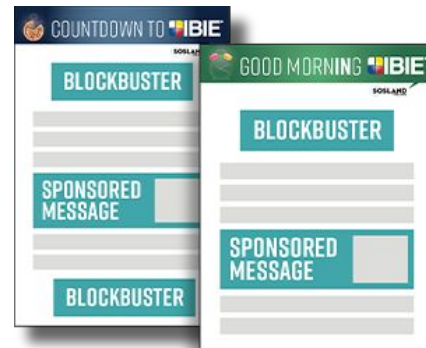 COUNTDOWN TO IBIE
SOSLAND
BLOCKBUSTER
SPONSORED
MESSAGE
BLOCKBUSTER
GOOD MORNING IBIE
SOSLAND
BLOCKBUSTER
SPONSORED
MESSAGE